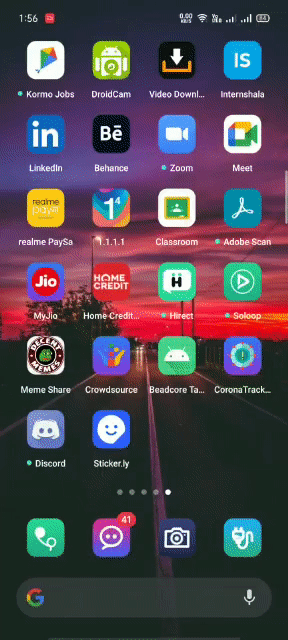 1:56 0.00 KB/S 84
Kormo Jobs DroidCam Video Downl... Internshala
IS
in Bē
LinkedIn Behance Zoom Meet
realme
payसा
1⁴
realme PaySa 1.1.1.1 Classroom Adobe Scan
Jio HOME CREDIT H
MyJio Home Credit... Hirect Soloop
DECENT
MEMES
Meme Share Crowdsource Beadcore Ta... CoronaTrack...
Discord Sticker.ly
41
G